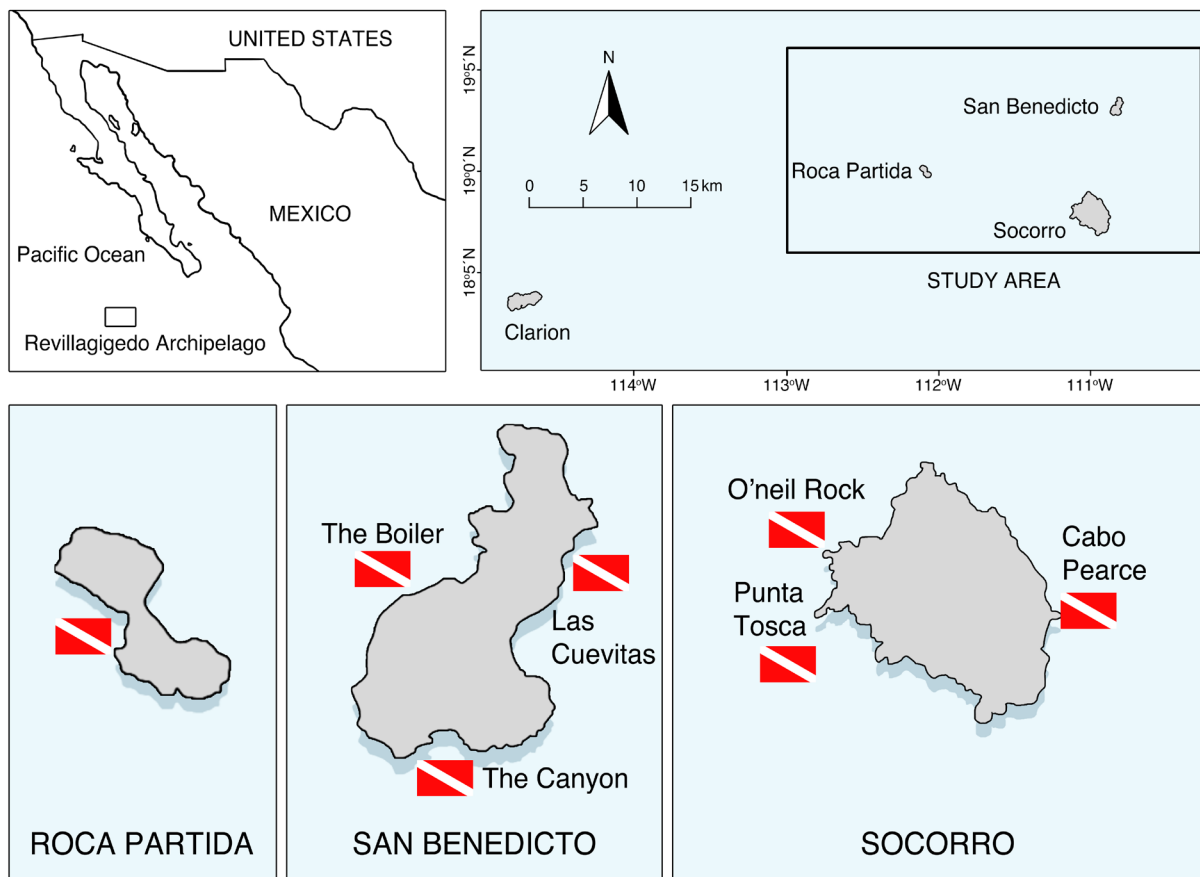 UNITED STATES
MEXICO
Pacific Ocean
Revillagigedo Archipelago
19°5'N
19°0'N
18°5'N
N
0 5 10 15 km
San Benedicto
Roca Partida
Socorro
STUDY AREA
Clarion
114°W 113°W 112°W 111°W
ROCA PARTIDA
The Boiler
Las
Cuevitas
The Canyon
SAN BENEDICTO
O'neil Rock
Cabo
Pearce
Punta
Tosca
SOCORRO